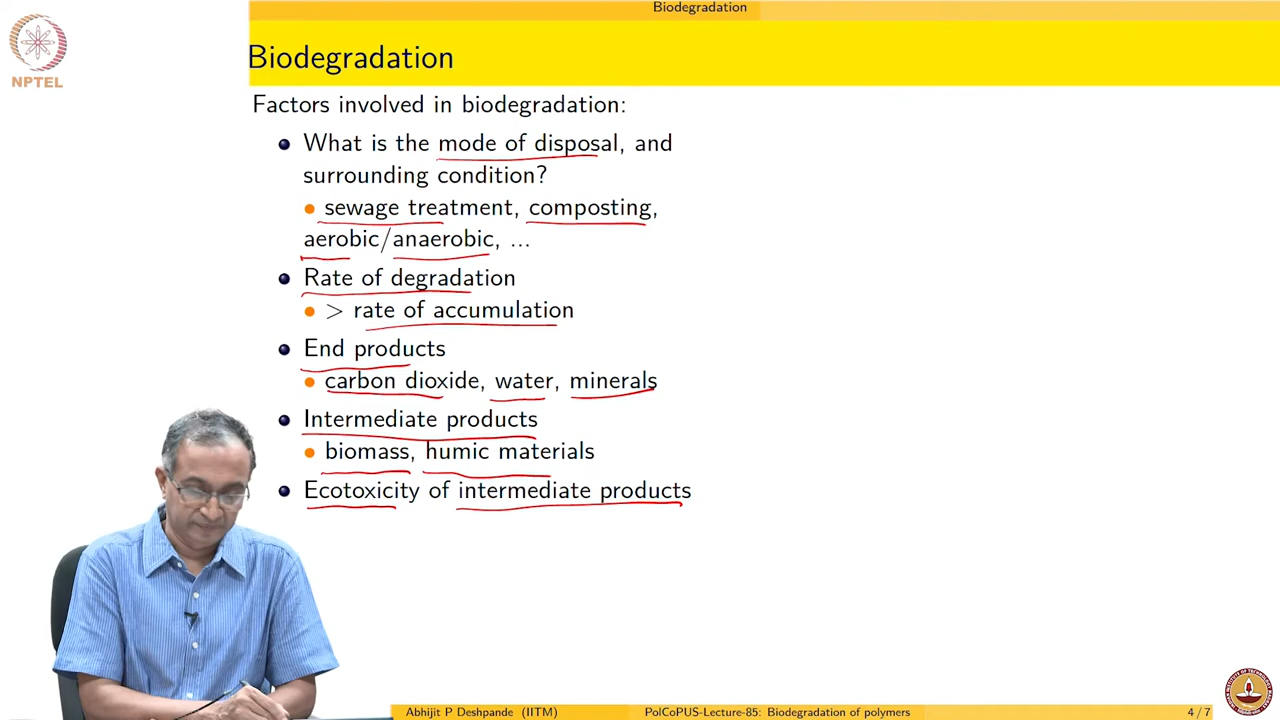 Biodegradation
NPTEL
Biodegradation
Factors involved in biodegradation:
What is the mode of disposal, and
surrounding condition?
sewage treatment, composting,
aerobic/anaerobic, ...
Rate of degradation
> rate of accumulation
End products
carbon dioxide, water, minerals
Intermediate products
biomass, humic materials
Ecotoxicity of intermediate products
Abhijit P Deshpande (IITM)
PolCoPUS-Lecture-85: Biodegradation of polymers
4 / 7